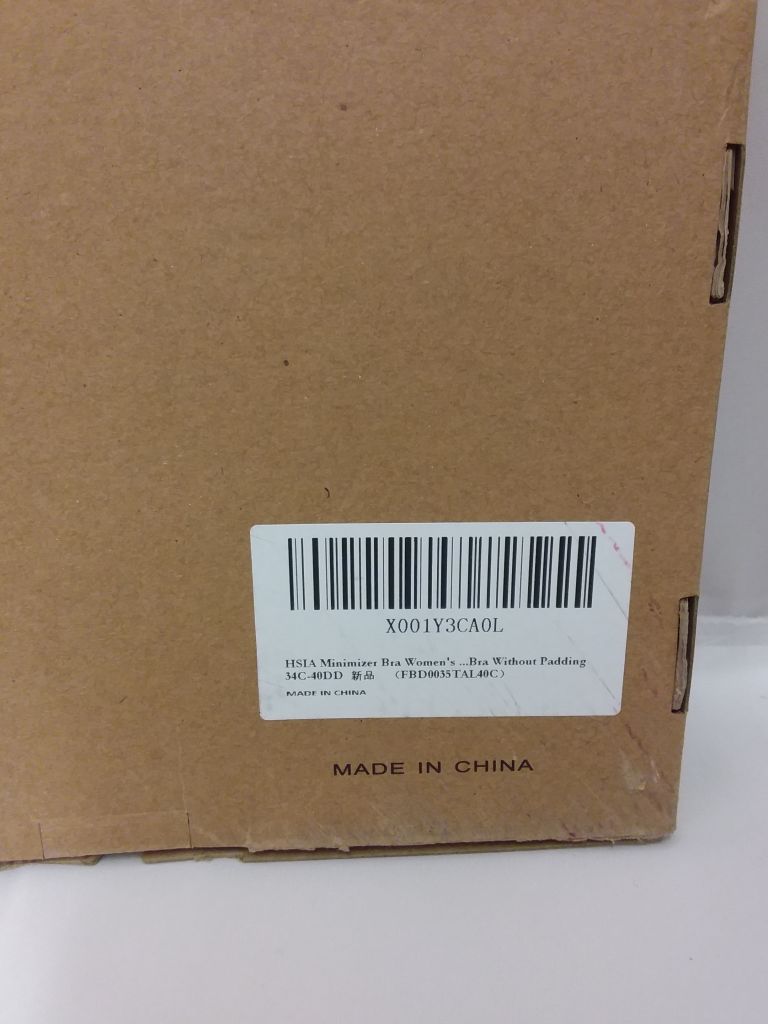 X001Y3CA0L
HSIA Minimizer Bra Women's ...Bra Without Padding
34C-40DD 新品 （FBD0035TAL40C）
MADE IN CHINA
MADE IN CHINA